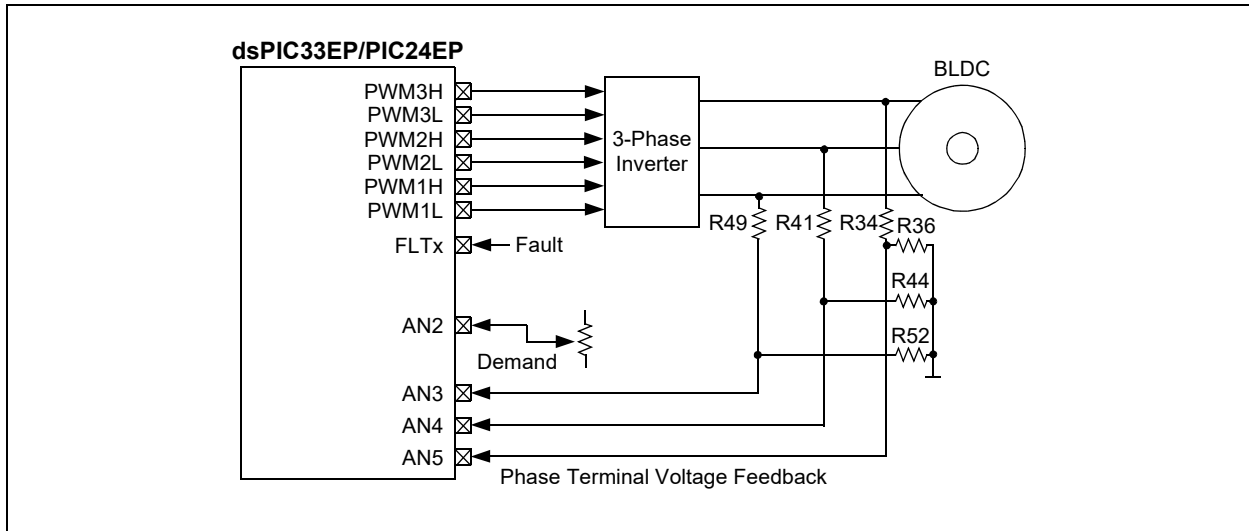 dsPIC33EP/PIC24EP
BLDC
PWM3H
PWM3L
PWM2H
PWM2L
PWM1H
PWM1L
3-Phase
Inverter
R49
R41
R34
R36
FLTx
Fault
R44
AN2
Demand
R52
AN3
AN4
AN5
Phase Terminal Voltage Feedback